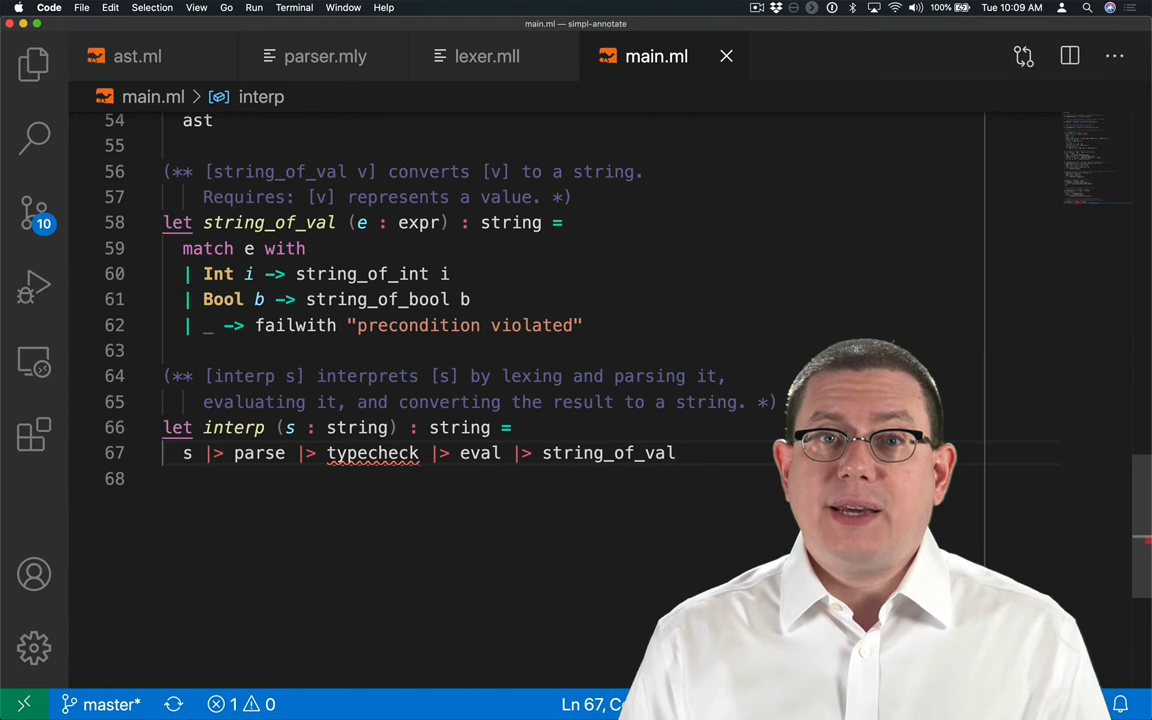 Code File Edit Selection View Go Run Terminal Window Help 100% Tue 10:09 AM
main.ml — simpl-annotate
ast.ml parser.mly lexer.mll main.ml
main.ml > interp
54 ast
55
56 (** [string_of_val v] converts [v] to a string.
57 Requires: [v] represents a value. *)
58 let string_of_val (e : expr) : string =
59 match e with
60 | Int i -> string_of_int i
61 | Bool b -> string_of_bool b
62 | _ -> failwith "precondition violated"
63
64 (** [interp s] interprets [s] by lexing and parsing it,
65 evaluating it, and converting the result to a string. *)
66 let interp (s : string) : string =
67 s |> parse |> typecheck |> eval |> string_of_val
68
10
master* 1 0 Ln 67, C